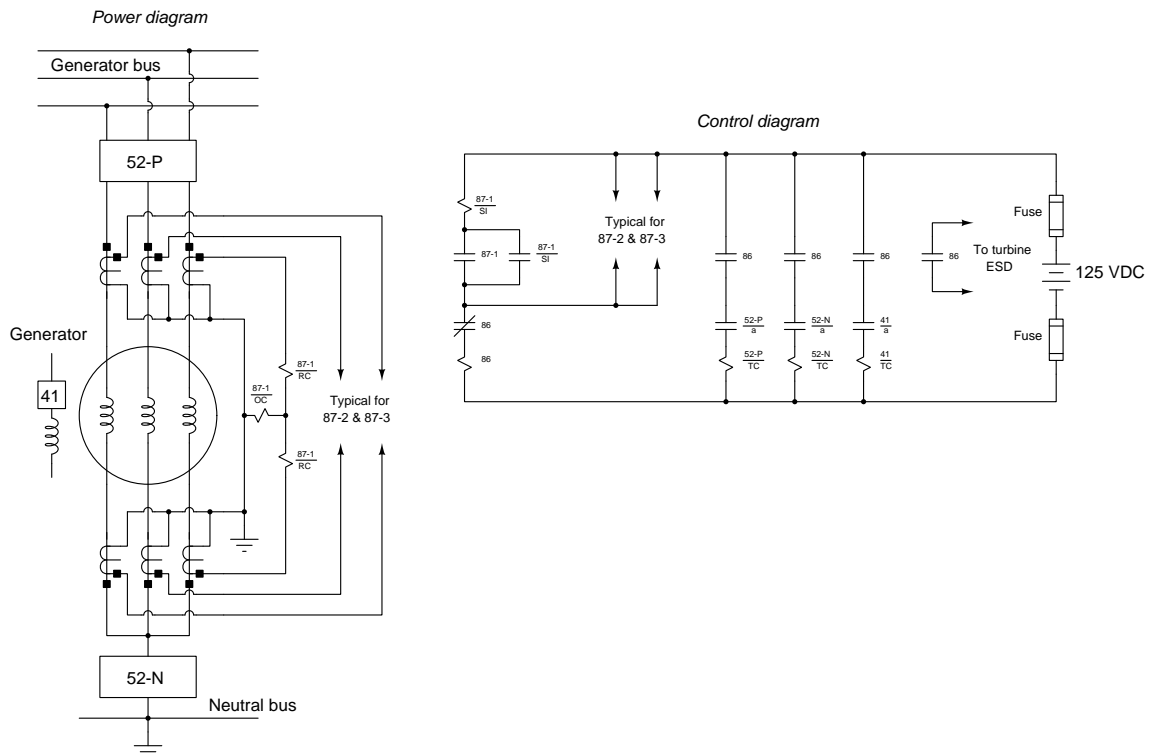 Power diagram
Generator bus
52-P
Generator
41
87-1
RC
87-1
OC
Typical for
87-2 & 87-3
87-1
RC
52-N
Neutral bus
Control diagram
87-1
SI
87-1
87-1
SI
86
86
Typical for
87-2 & 87-3
86
52-P
a
52-P
TC
86
52-N
a
52-N
TC
86
41
a
41
TC
86
To turbine
ESD
Fuse
125 VDC
Fuse